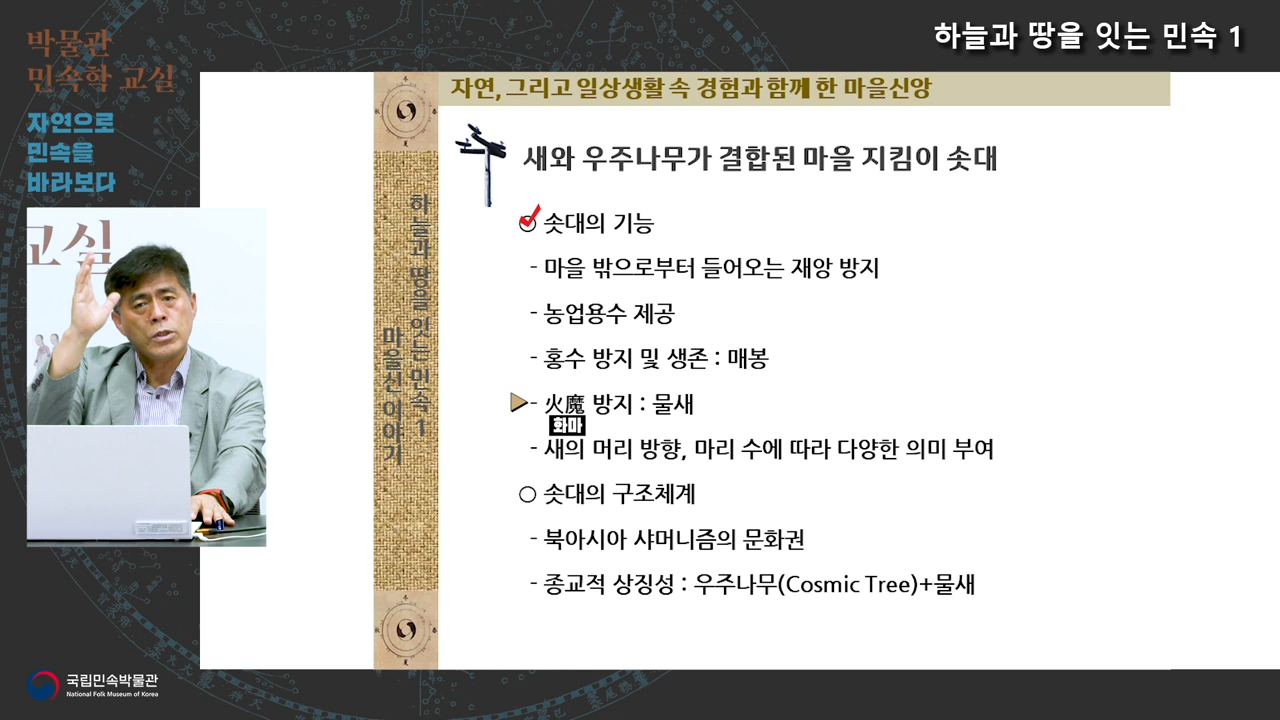 하늘과 땅을 잇는 민속 1
박물관
민속학 교실
자연으로
민속을
바라보다
교실
하늘과 땅을 잇는 민속 1
마을신 이야기
자연, 그리고 일상생활 속 경험과 함께 한 마을신앙
새와 우주나무가 결합된 마을 지킴이 솟대
솟대의 기능
- 마을 밖으로부터 들어오는 재앙 방지
- 농업용수 제공
- 홍수 방지 및 생존 : 매봉
- 火魔 방지 : 물새
화마
- 새의 머리 방향, 마리 수에 따라 다양한 의미 부여
○ 솟대의 구조체계
- 북아시아 샤머니즘의 문화권
- 종교적 상징성 : 우주나무(Cosmic Tree)+물새
국립민속박물관
National Folk Museum of Korea